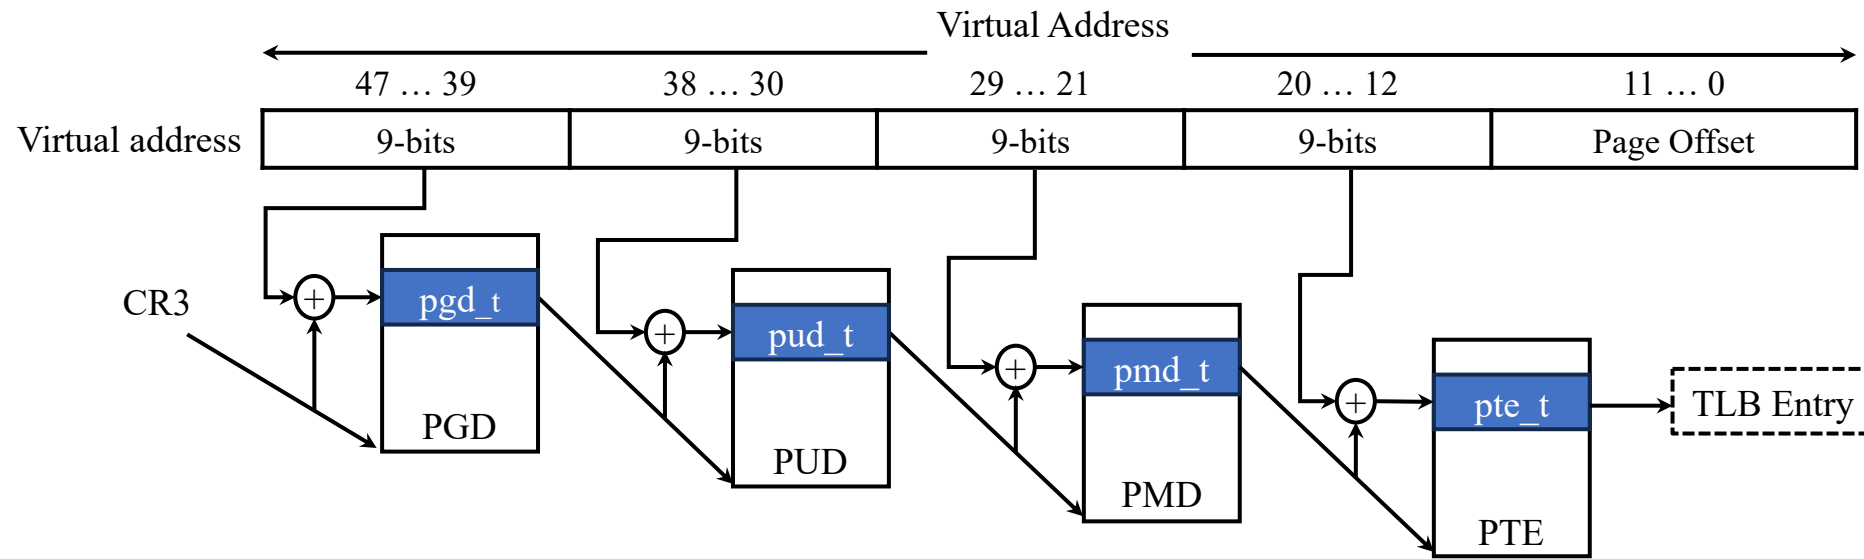 Virtual Address
47 … 39
38 … 30
29 … 21
20 … 12
11 … 0
Virtual address
9-bits
9-bits
9-bits
9-bits
Page Offset
CR3
+
pgd_t
PGD
+
pud_t
PUD
+
pmd_t
PMD
+
pte_t
PTE
TLB Entry